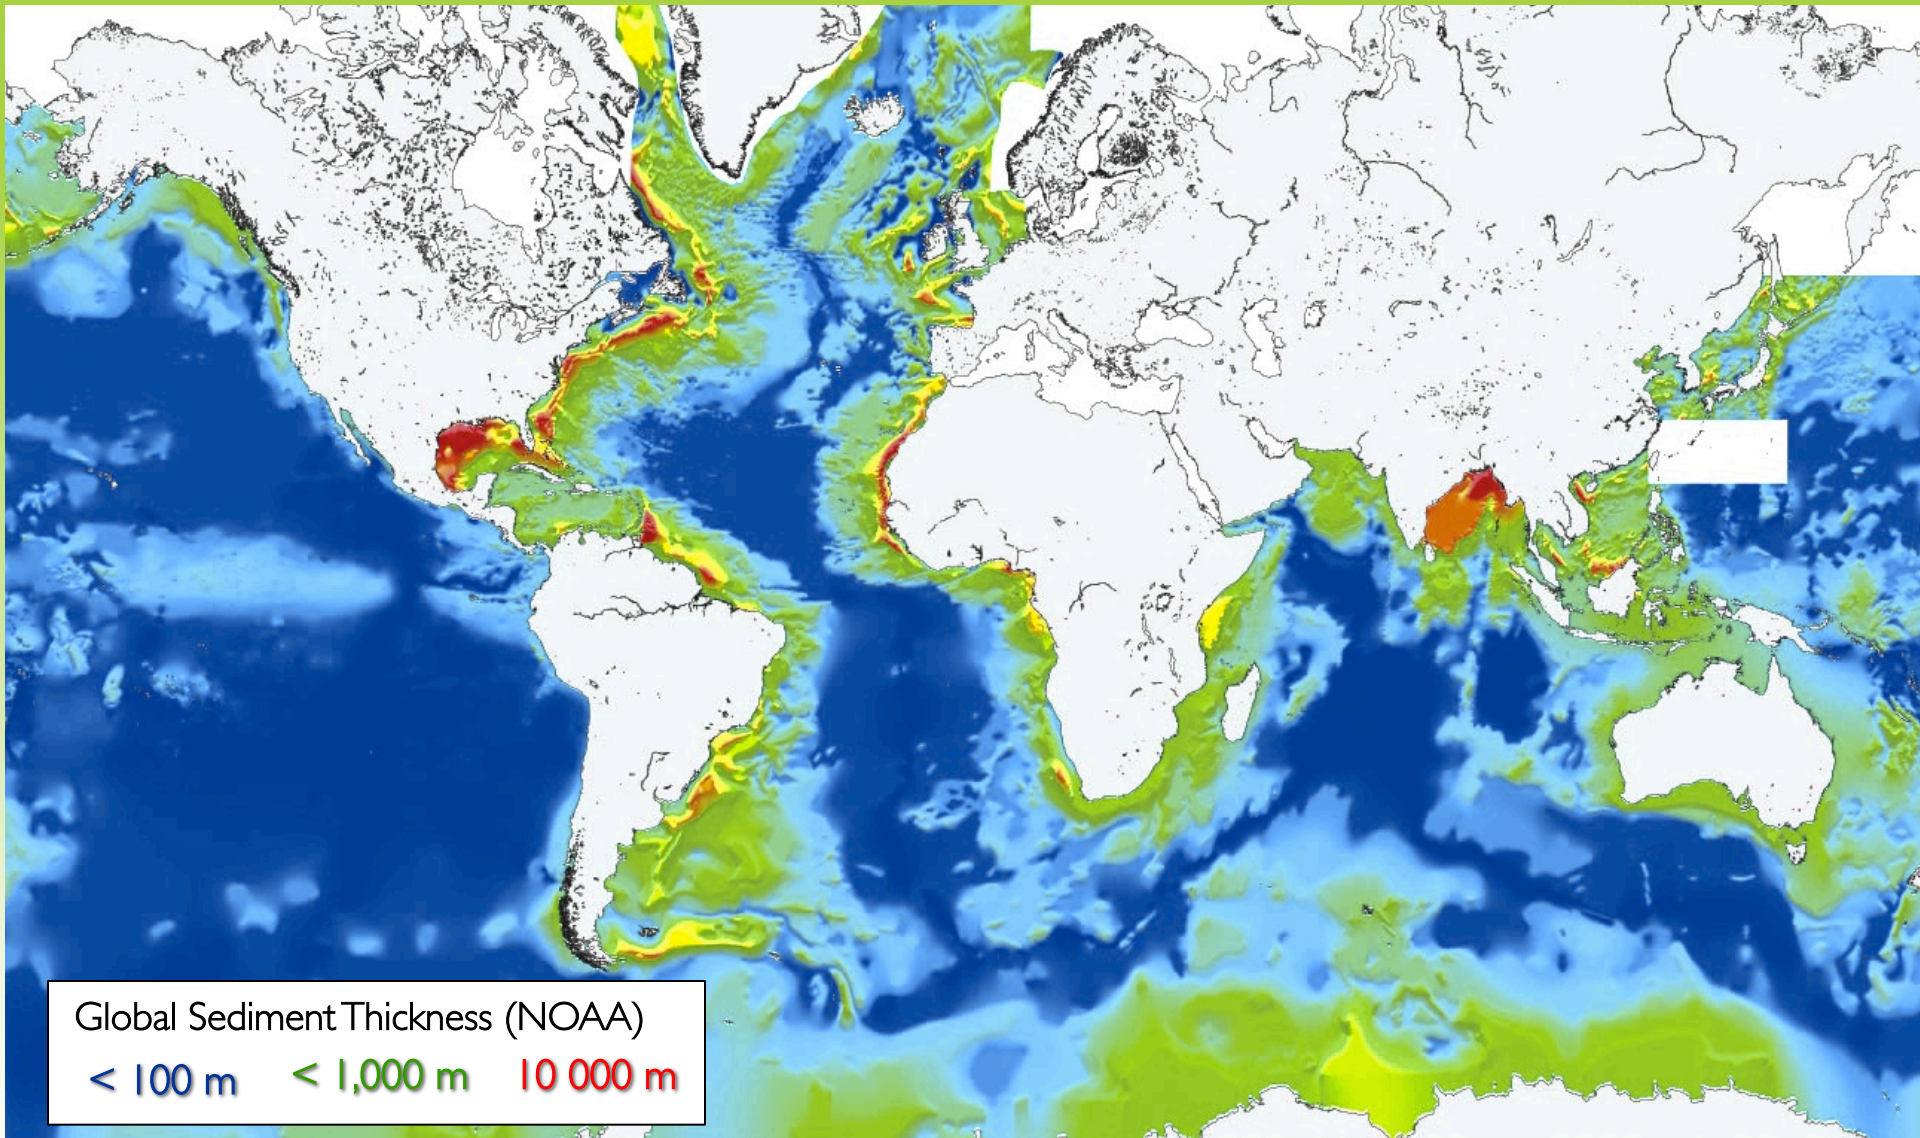 Global Sediment Thickness (NOAA)
< 100 m < 1,000 m 10 000 m